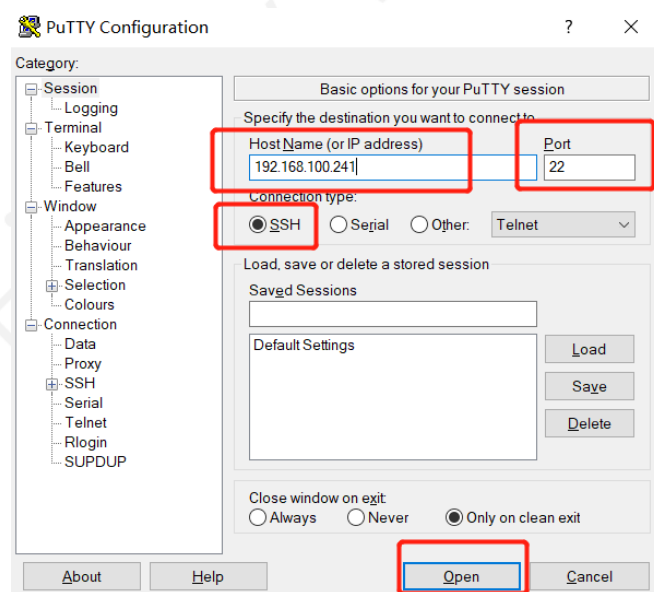 PuTTY Configuration ? ×
Category:
Session
Logging
Terminal
Keyboard
Bell
Features
Window
Appearance
Behaviour
Translation
Selection
Colours
Connection
Data
Proxy
SSH
Serial
Telnet
Rlogin
SUPDUP
Basic options for your PuTTY session
Specify the destination you want to connect to
Host Name (or IP address) Port
192.168.100.241 22
Connection type:
SSH Serial Other: Telnet
Load, save or delete a stored session
Saved Sessions
Default Settings
Load
Save
Delete
Close window on exit:
Always Never Only on clean exit
About Help Open Cancel